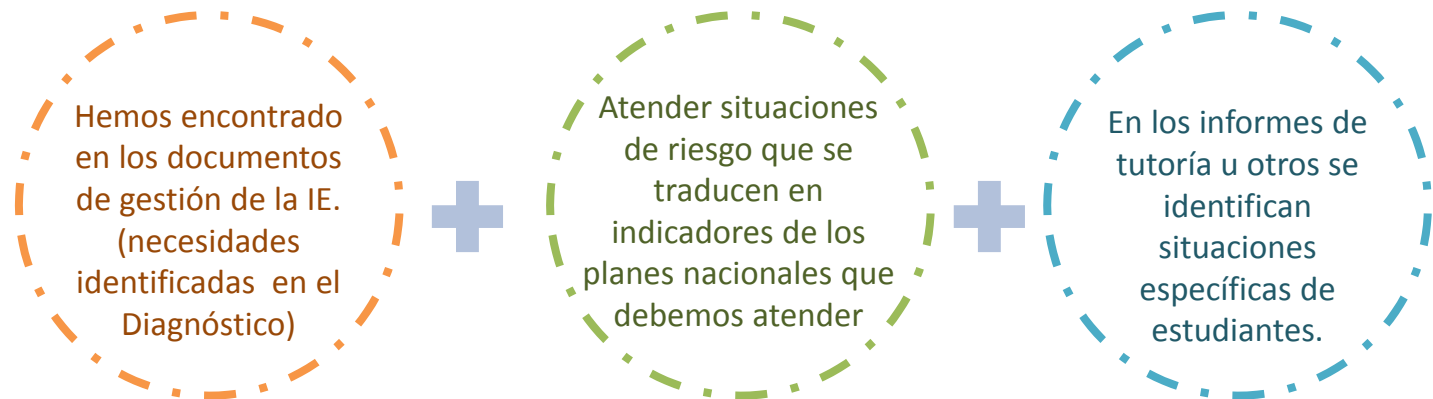 Hemos encontrado
en los documentos
de gestión de la IE.
(necesidades
identificadas  en el
Diagnóstico)
Atender situaciones
de riesgo que se
traducen en
indicadores de los
planes nacionales que
debemos atender
En los informes de
tutoría u otros se
identifican
situaciones
específicas de
estudiantes.